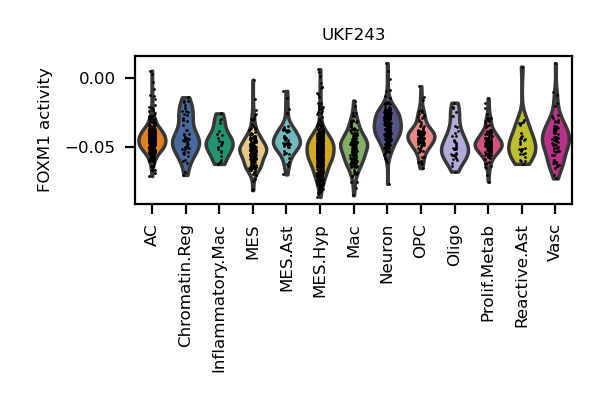 UKF243
FOXM1 activity
0.00
−0.05
AC
Chromatin.Reg
Inflammatory.Mac
MES
MES.Ast
MES.Hyp
Mac
Neuron
OPC
Oligo
Prolif.Metab
Reactive.Ast
Vasc